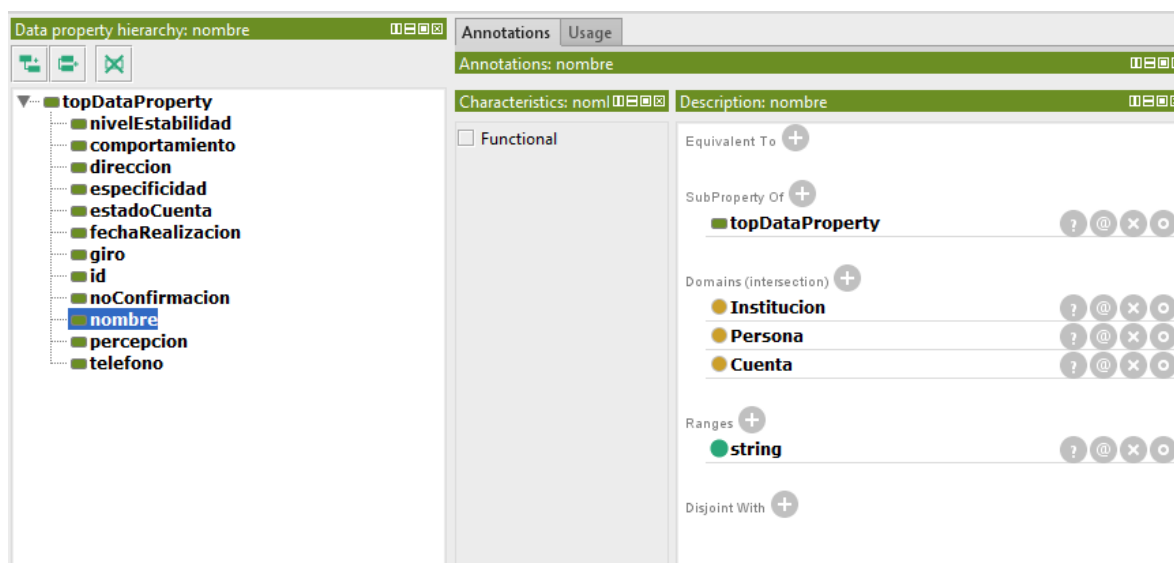 Data property hierarchy: nombre
topDataProperty
nivelEstabilidad
comportamiento
direccion
especificidad
estadoCuenta
fechaRealizacion
giro
id
noConfirmacion
nombre
percepcion
telefono
Annotations Usage
Annotations: nombre
Characteristics: noml
Functional
Description: nombre
Equivalent To
SubProperty Of
topDataProperty
Domains (intersection)
Institucion
Persona
Cuenta
Ranges
string
Disjoint With